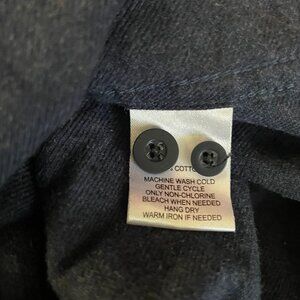 COTTO
MACHINE WASH COLD
GENTLE CYCLE
ONLY NON-CHLORINE
BLEACH WHEN NEEDED
HANG DRY
WARM IRON IF NEEDED